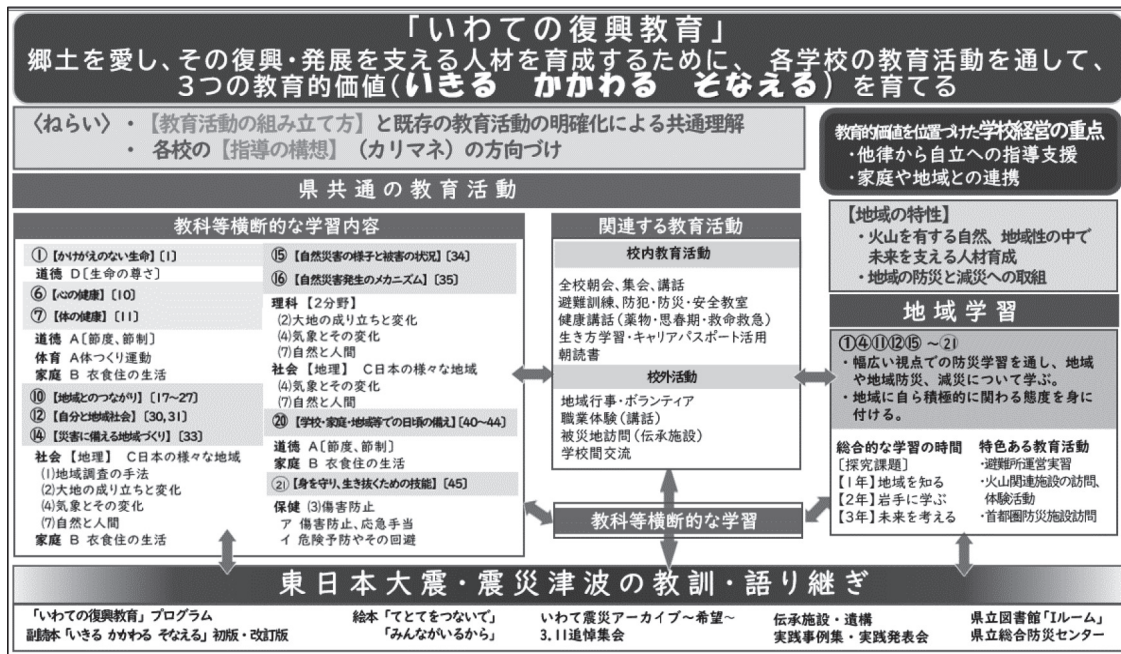 「いわての復興教育」
郷土を愛し、その復興・発展を支える人材を育成するために、 各学校の教育活動を通して、
3つの教育的価値(いきる かかわる そなえる) を育てる
〈ねらい〉・【教育活動の組み立て方】と既存の教育活動の明確化による共通理解
・ 各校の【指導の構想】(カリマネ)の方向づけ
教育的価値を位置づけた学校経営の重点
・他律から自立への指導支援
・家庭や地域との連携
県共通の教育活動
教科等横断的な学習内容
①【かけがえのない生命】〔1〕
道徳 D〔生命の尊さ〕
⑥【心の健康】〔10〕
⑦【体の健康】〔11〕
道徳 A〔節度、節制〕
体育 A体つくり運動
家庭 B 衣食住の生活
⑩【地域とのつながり】〔17~27〕
⑫【自分と地域社会】〔30,31〕
⑭【災害に備える地域づくり】〔33〕
社会【地理】 C日本の様々な地域
(1)地域調査の手法
(2)大地の成り立ちと変化
(4)気象とその変化
(7)自然と人間
家庭 B 衣食住の生活
⑮【自然災害の様子と被害の状況】〔34〕
⑯【自然災害発生のメカニズム】〔35〕
理科【2分野】
(2)大地の成り立ちと変化
(4)気象とその変化
(7)自然と人間
社会【地理】 C日本の様々な地域
(4)気象とその変化
(7)自然と人間
⑳【学校・家庭・地域等での日頃の備え】〔40~44〕
道徳 A〔節度、節制〕
家庭 B 衣食住の生活
㉑【身を守り、生き抜くための技能】〔45〕
保健 (3)傷害防止
ア 傷害防止、応急手当
イ 危険予防やその回避
関連する教育活動
校内教育活動
全校朝会、集会、講話
避難訓練、防犯・防災・安全教室
健康講話(薬物・思春期・救命救急)
生き方学習・キャリアパスポート活用
朝読書
校外活動
地域行事・ボランティア
職業体験(講話)
被災地訪問(伝承施設)
学校間交流
教科等横断的な学習
【地域の特性】
・火山を有する自然、地域性の中で
未来を支える人材育成
・地域の防災と減災への取組
地域学習
①④⑪⑫⑮~㉑
・幅広い視点での防災学習を通し、地域
や地域防災、減災について学ぶ。
・地域に自ら積極的に関わる態度を身に
付ける。
総合的な学習の時間
[探究課題]
【1年】地域を知る
【2年】岩手に学ぶ
【3年】未来を考える
特色ある教育活動
・避難所運営実習
・火山関連施設の訪問、
体験活動
・首都圏防災施設訪問
東日本大震・震災津波の教訓・語り継ぎ
「いわての復興教育」プログラム
副読本「いきる かかわる そなえる」初版・改訂版
絵本「てとてをつないで」
「みんながいるから」
いわて震災アーカイブ~希望~
3.11追悼集会
伝承施設・遺構
実践事例集・実践発表会
県立図書館「Iルーム」
県立総合防災センター